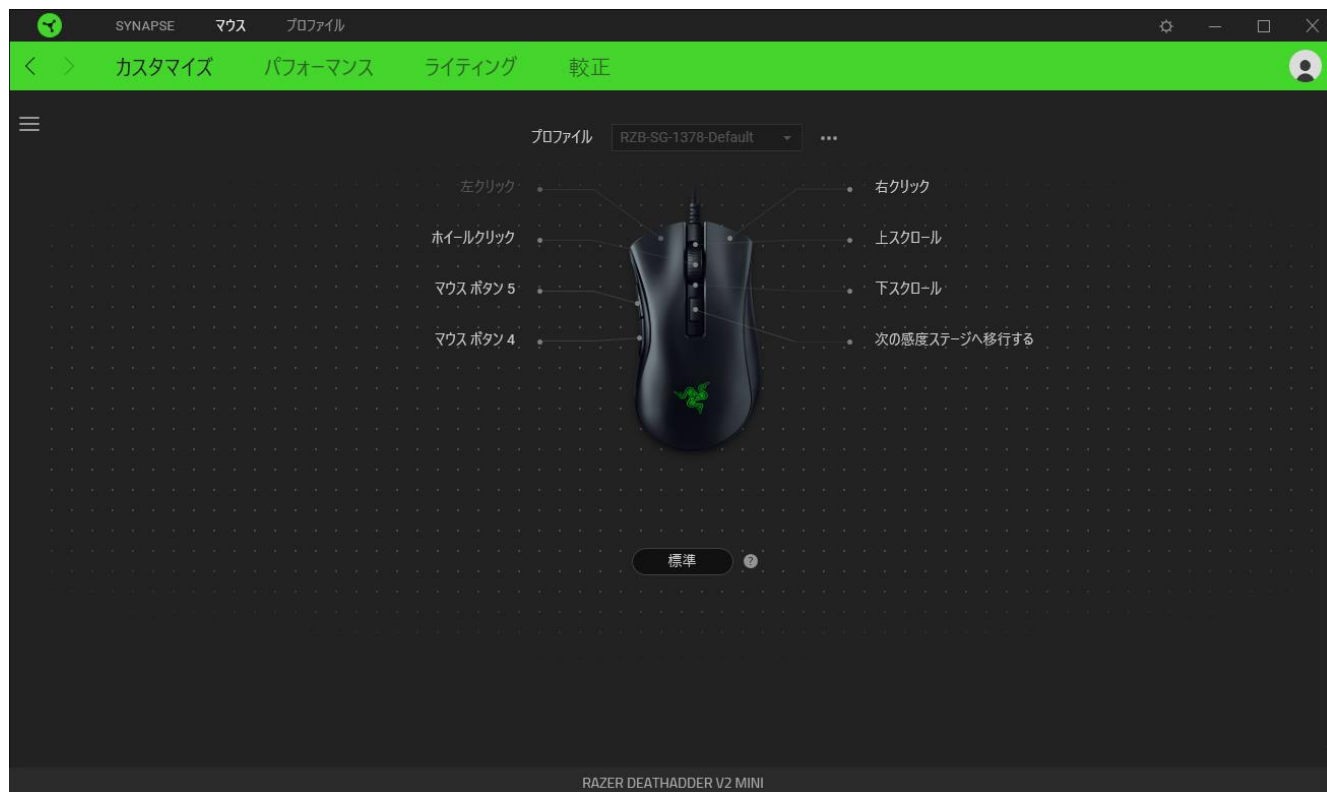 SYNAPSE マウス プロファイル
カスタマイズ パフォーマンス ライティング 較正
プロファイル RZB-SG-1378-Default
左クリック 右クリック
ホイールクリック 上スクロール
マウス ボタン 5 下スクロール
マウス ボタン 4 次の感度ステージへ移行する
標準 ?
RAZER DEATHADDER V2 MINI